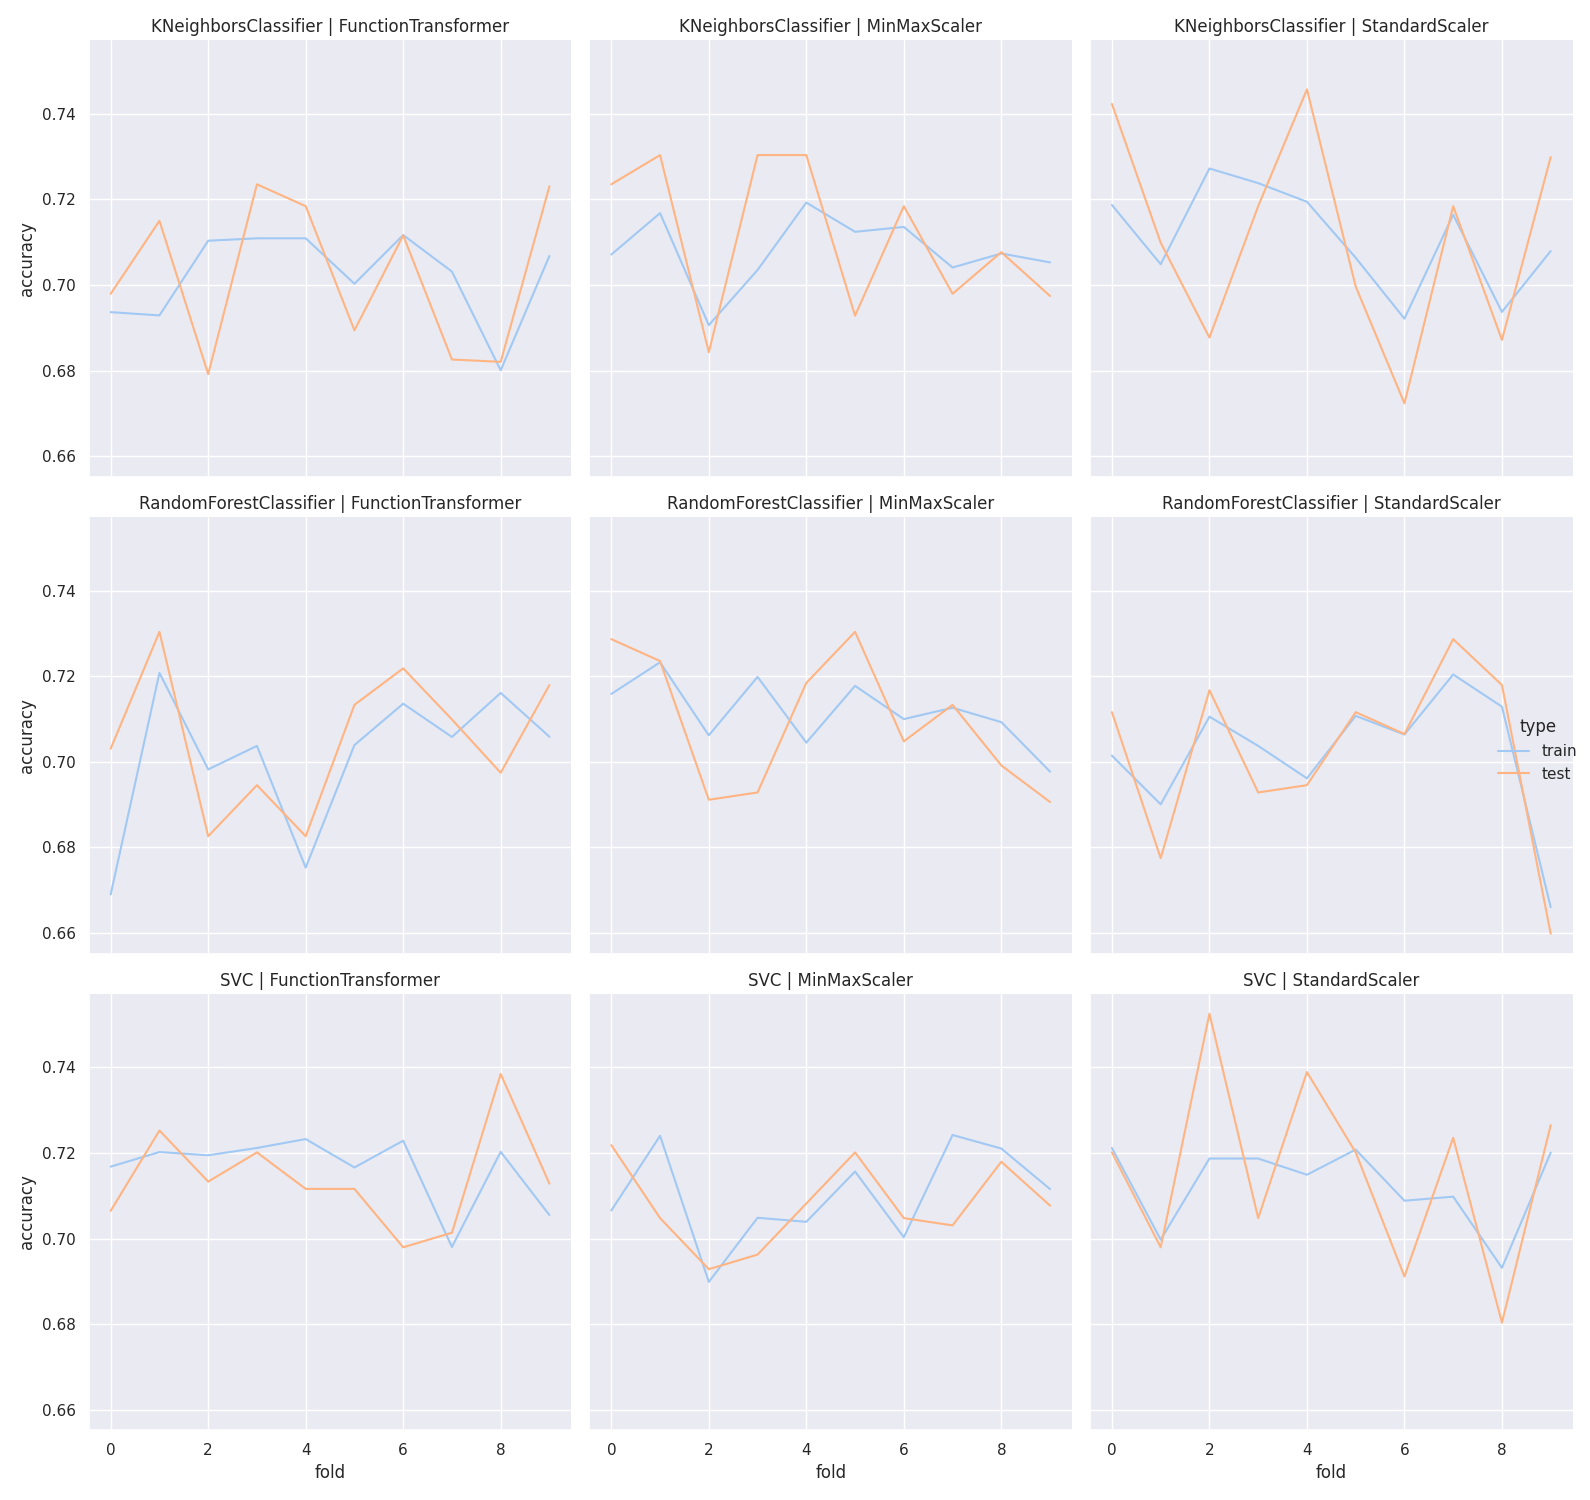 KNeighborsClassifier | FunctionTransformer
KNeighborsClassifier | MinMaxScaler
KNeighborsClassifier | StandardScaler
0.74
0.72
0.70
0.68
0.66
accuracy
RandomForestClassifier | FunctionTransformer
RandomForestClassifier | MinMaxScaler
RandomForestClassifier | StandardScaler
0.74
0.72
0.70
0.68
0.66
accuracy
type
train
test
SVC | FunctionTransformer
SVC | MinMaxScaler
SVC | StandardScaler
0.74
0.72
0.70
0.68
0.66
accuracy
0 2 4 6 8
fold
0 2 4 6 8
fold
0 2 4 6 8
fold